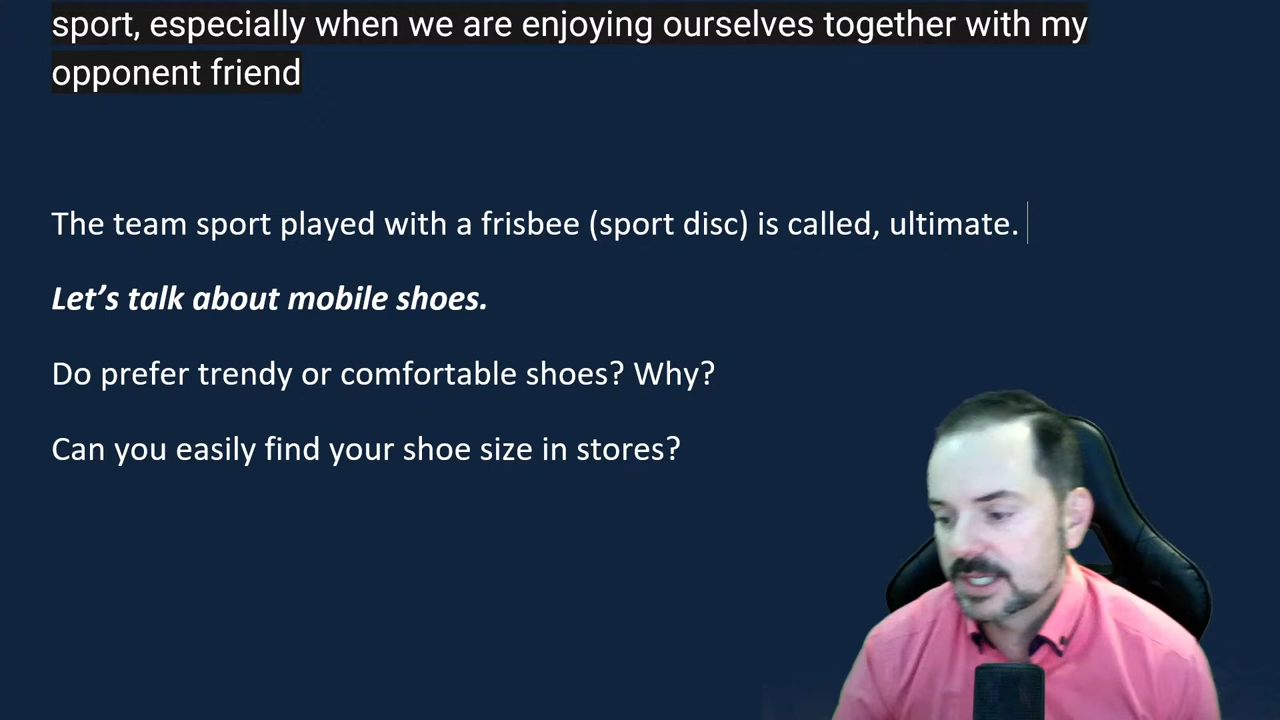 sport, especially when we are enjoying ourselves together with my
opponent friend
The team sport played with a frisbee (sport disc) is called, ultimate.
Let’s talk about mobile shoes.
Do prefer trendy or comfortable shoes? Why?
Can you easily find your shoe size in stores?